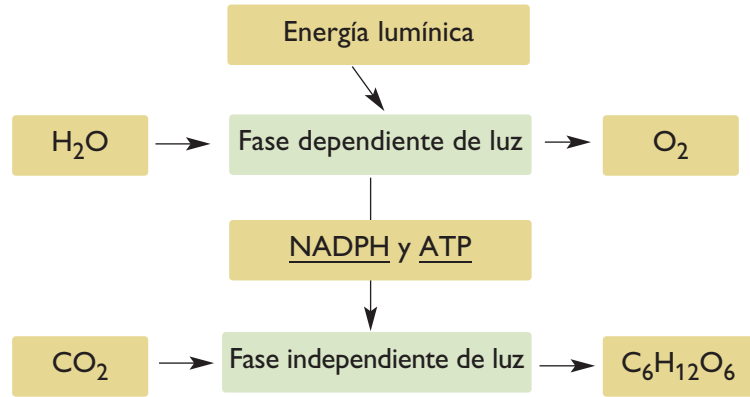 Energía lumínica
H₂O
Fase dependiente de luz
O₂
NADPH y ATP
CO₂
Fase independiente de luz
C₆H₁₂O₆